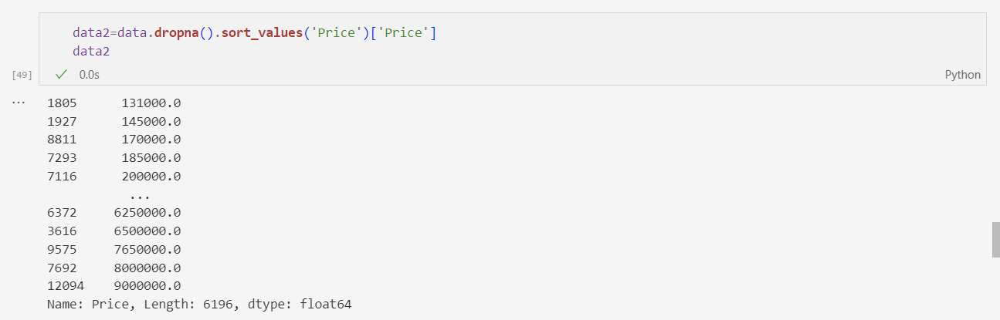 data2=data.dropna().sort_values('Price')['Price']
data2
[49] ✓ 0.0s Python
... 1805 131000.0
1927 145000.0
8811 170000.0
7293 185000.0
7116 200000.0
...
6372 6250000.0
3616 6500000.0
9575 7650000.0
7692 8000000.0
12094 9000000.0
Name: Price, Length: 6196, dtype: float64